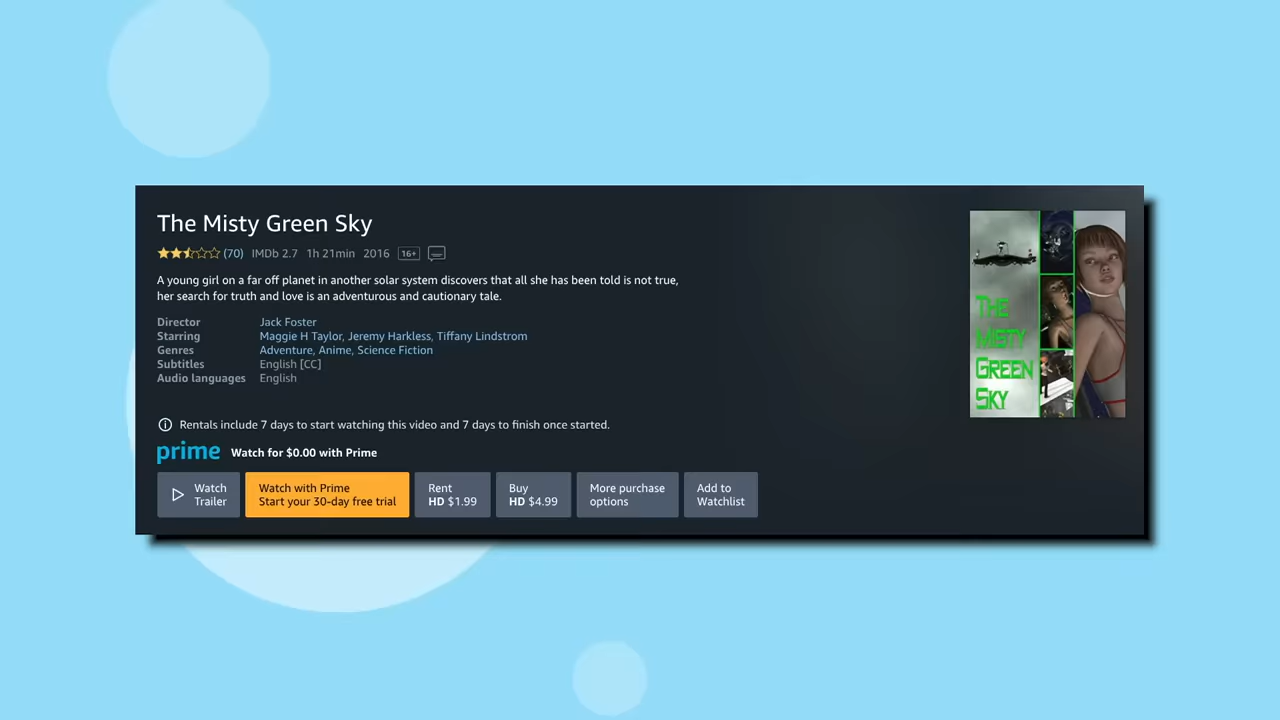 The Misty Green Sky
(70) IMDb 2.7 1h 21min 2016 16+
A young girl on a far off planet in another solar system discovers that all she has been told is not true,
her search for truth and love is an adventurous and cautionary tale.
Director Jack Foster
Starring Maggie H Taylor, Jeremy Harkless, Tiffany Lindstrom
Genres Adventure, Anime, Science Fiction
Subtitles English [CC]
Audio languages English
Rentals include 7 days to start watching this video and 7 days to finish once started.
prime Watch for $0.00 with Prime
Watch
Trailer
Watch with Prime
Start your 30-day free trial
Rent
HD $1.99
Buy
HD $4.99
More purchase
options
Add to
Watchlist
THE
MISTY
GREEN
SKY